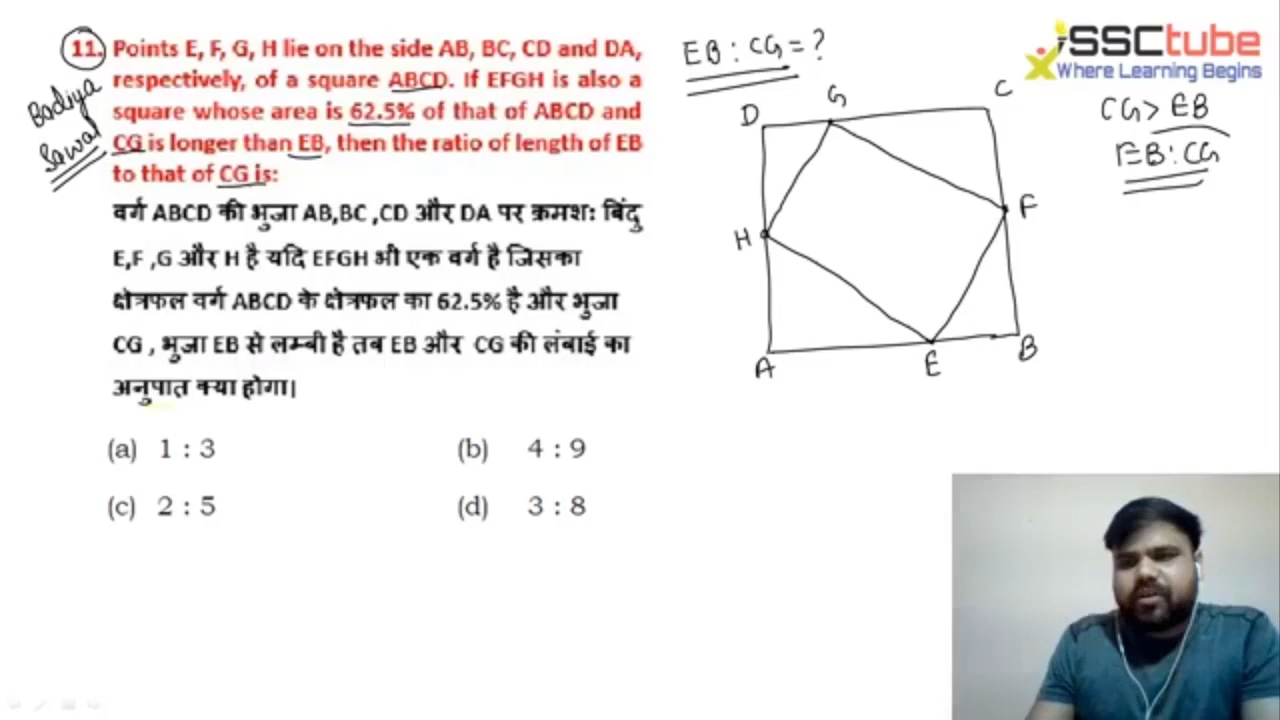 11. Points E, F, G, H lie on the side AB, BC, CD and DA,
respectively, of a square ABCD. If EFGH is also a
square whose area is 62.5% of that of ABCD and
CG is longer than EB, then the ratio of length of EB
to that of CG is:
Badiya
Sawal
वर्ग ABCD की भुजा AB,BC ,CD और DA पर क्रमशः बिंदु
E,F ,G और H है यदि EFGH भी एक वर्ग है जिसका
क्षेत्रफल वर्ग ABCD के क्षेत्रफल का 62.5% है और भुजा
CG , भुजा EB से लम्बी है तब EB और CG की लंबाई का
अनुपात क्या होगा।
(a) 1 : 3
(b) 4 : 9
(c) 2 : 5
(d) 3 : 8
EB : CG = ?
D
G
C
H
F
A
E
B
SSCtube
Where Learning Begins
CG > EB
EB : CG